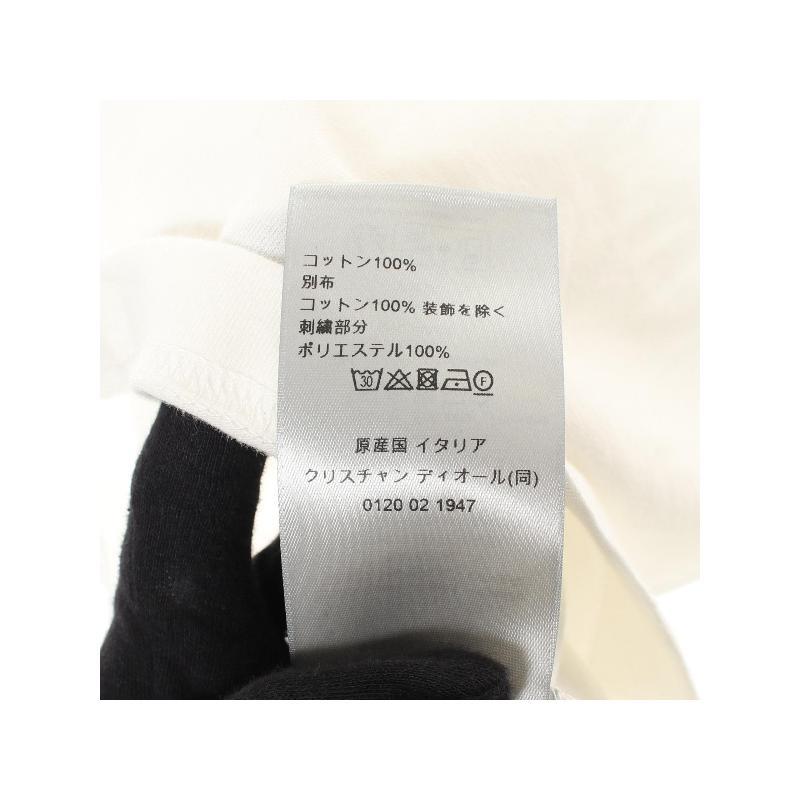 コットン100%
別布
コットン100% 装飾を除く
刺繍部分
ポリエステル100%
30 F
原産国 イタリア
クリスチャン ディオール(同)
0120 02 1947